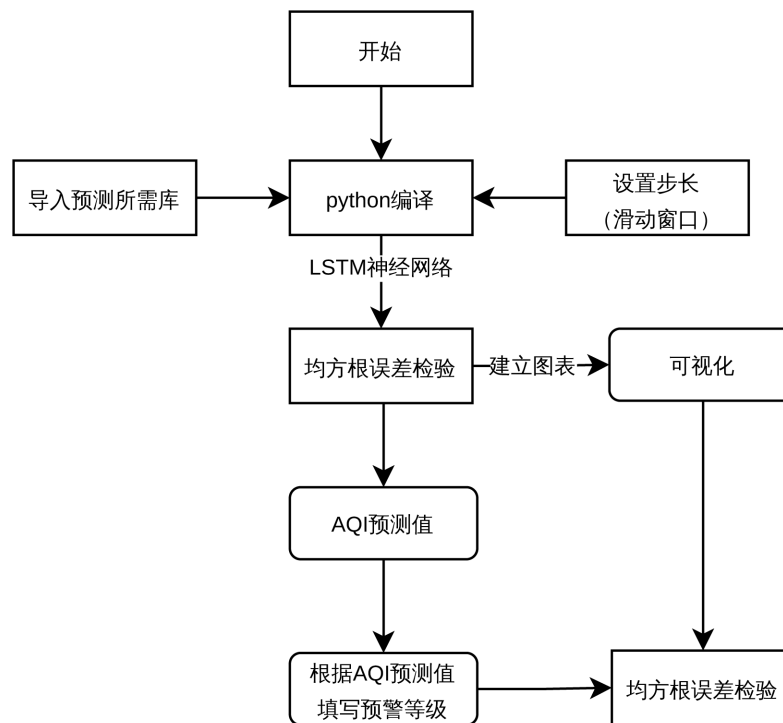 开始
导入预测所需库
python编译
设置步长
（滑动窗口）
LSTM神经网络
均方根误差检验
建立图表
可视化
AQI预测值
根据AQI预测值
填写预警等级
均方根误差检验